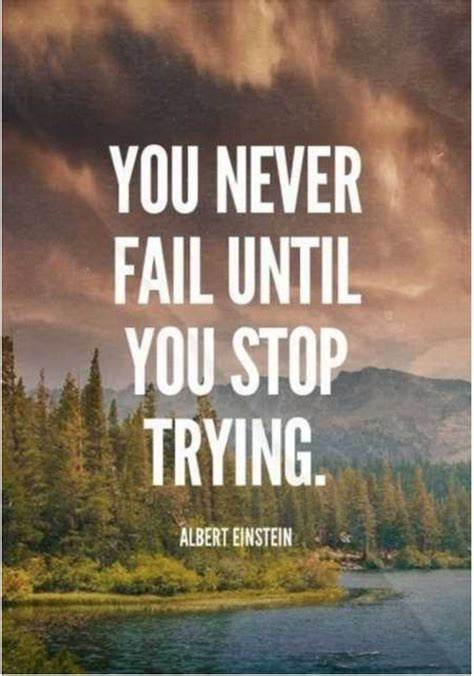 YOU NEVER
FAIL UNTIL
YOU STOP
TRYING.
ALBERT EINSTEIN